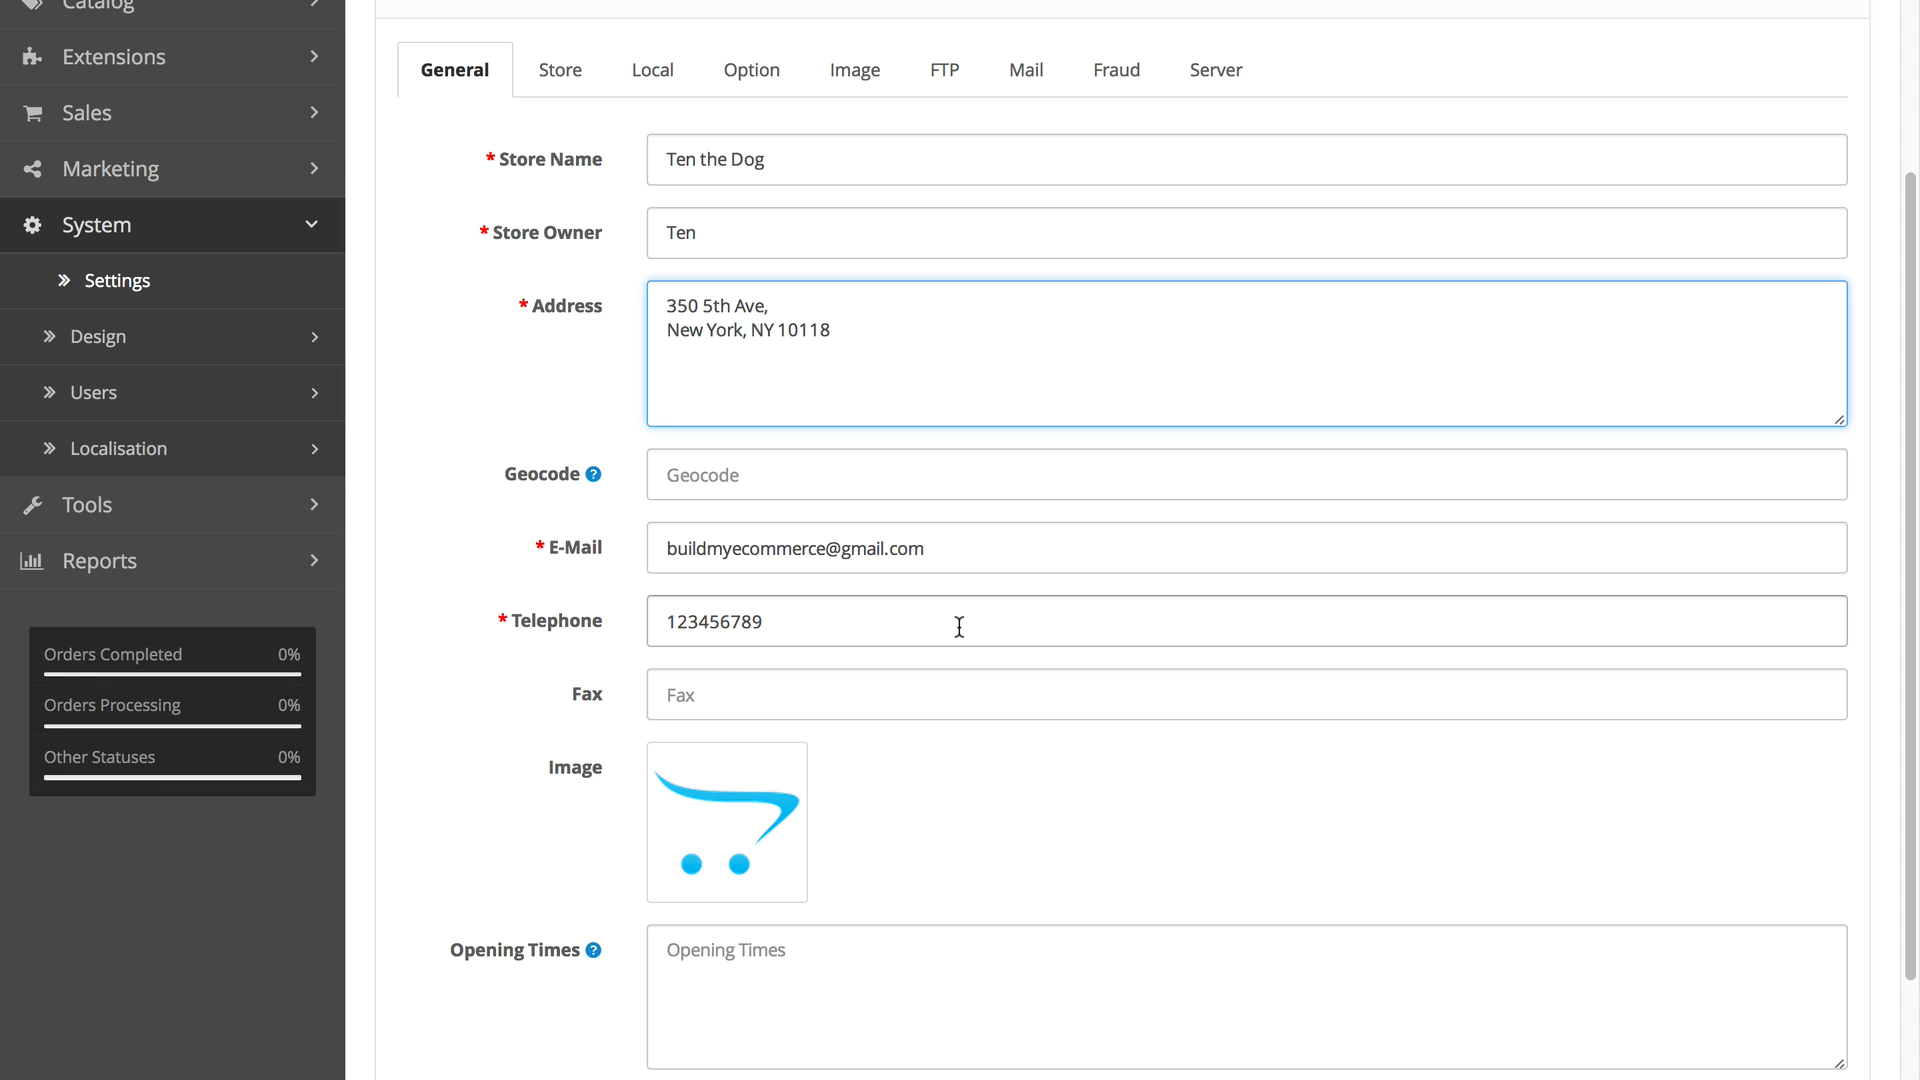 Catalog
Extensions
Sales
Marketing
System
Settings
Design
Users
Localisation
Tools
Reports
Orders Completed 0%
Orders Processing 0%
Other Statuses 0%
General Store Local Option Image FTP Mail Fraud Server
* Store Name Ten the Dog
* Store Owner Ten
* Address 350 5th Ave,
New York, NY 10118
Geocode ? Geocode
* E-Mail buildmyecommerce@gmail.com
* Telephone 123456789
Fax Fax
Image
Opening Times ? Opening Times